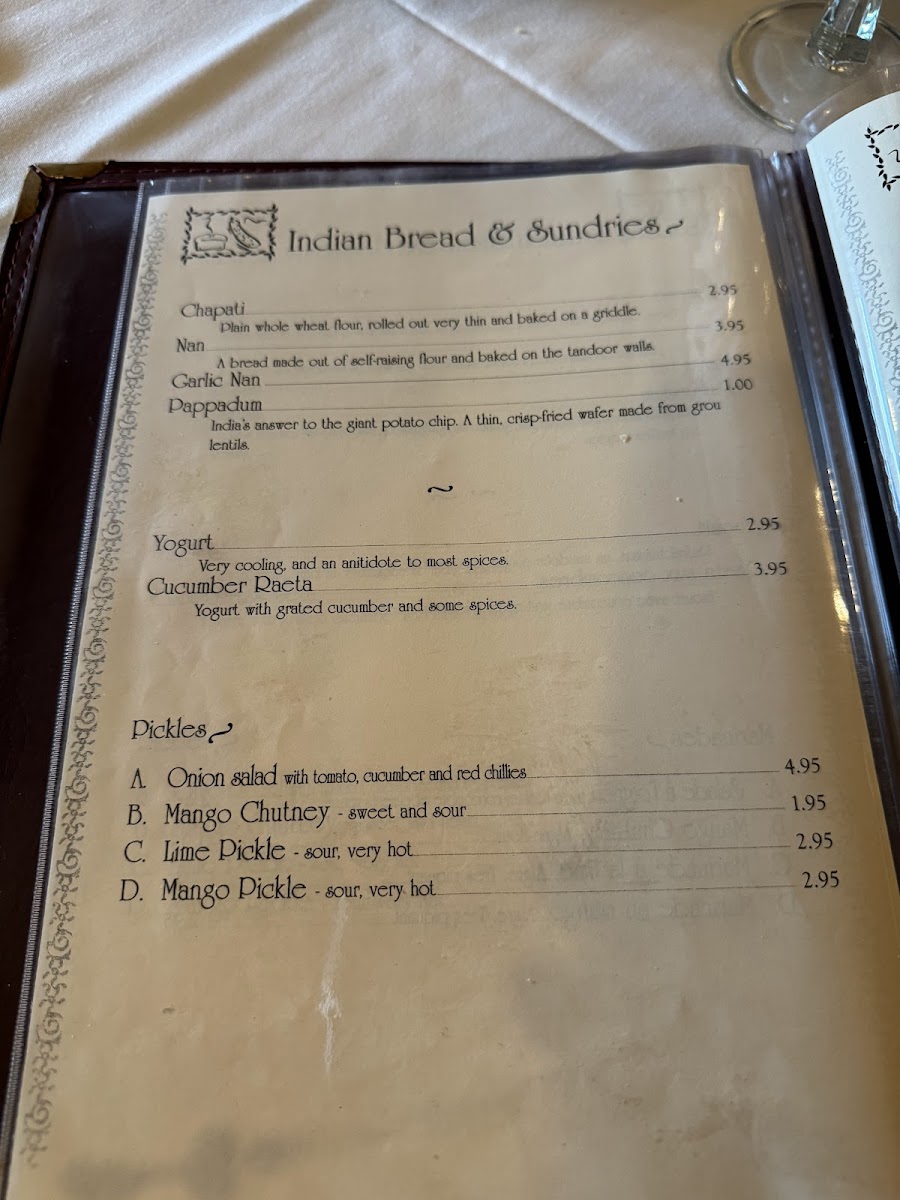 Indian Bread & Sundries
Chapati 2.95
Plain whole wheat flour, rolled out very thin and baked on a griddle.
Nan 3.95
A bread made out of self-raising flour and baked on the tandoor walls.
Garlic Nan 4.95
Pappadum 1.00
India's answer to the giant potato chip. A thin, crisp-fried wafer made from grou
lentils.
~
Yogurt 2.95
Very cooling, and an anitidote to most spices.
Cucumber Raeta 3.95
Yogurt with grated cucumber and some spices.
Pickles
A. Onion salad with tomato, cucumber and red chillies 4.95
B. Mango Chutney - sweet and sour 1.95
C. Lime Pickle - sour, very hot 2.95
D. Mango Pickle - sour, very hot 2.95